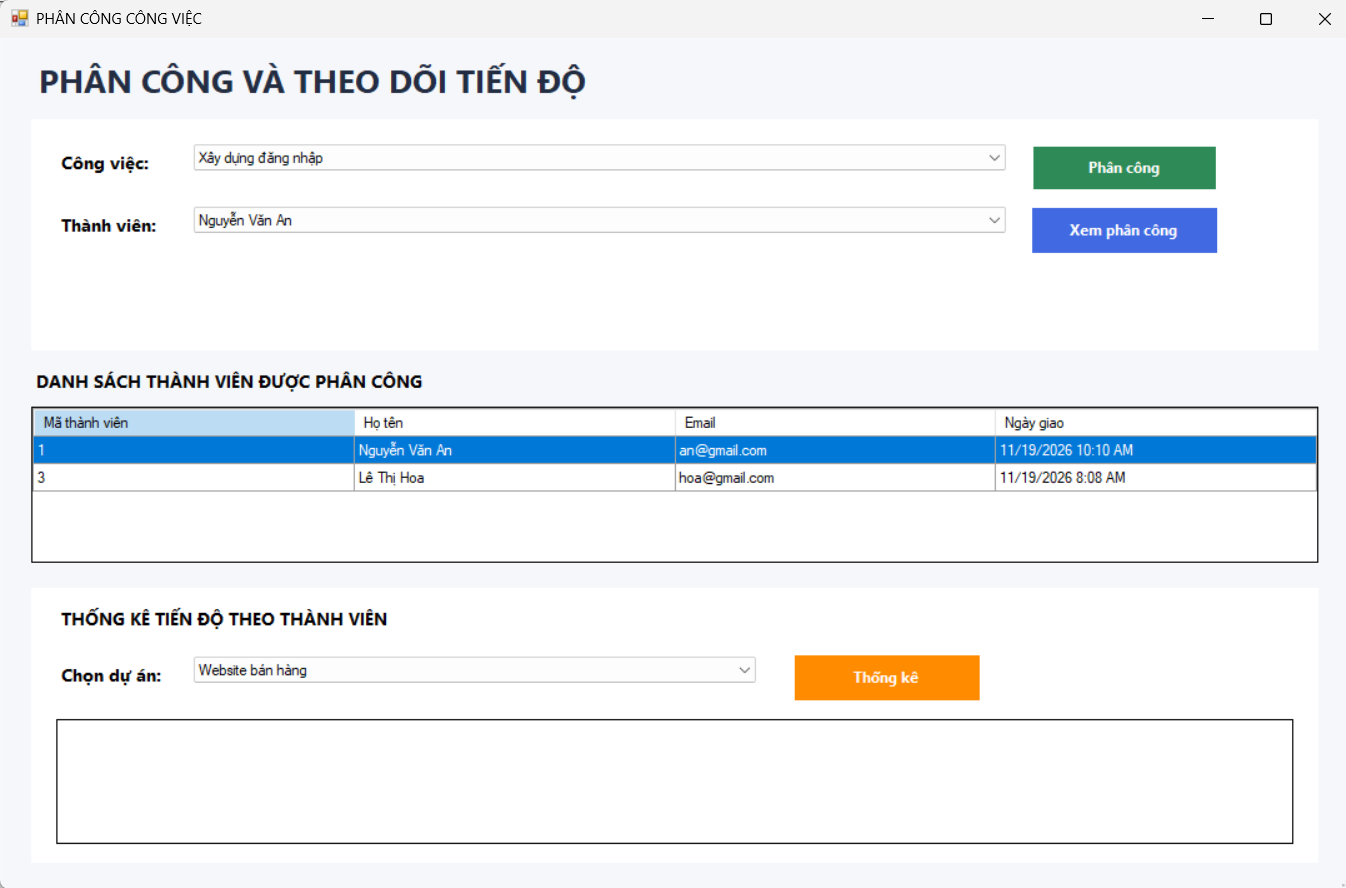 PHÂN CÔNG CÔNG VIỆC
PHÂN CÔNG VÀ THEO DÕI TIẾN ĐỘ
Công việc: Xây dựng đăng nhập Phân công
Thành viên: Nguyễn Văn An Xem phân công
DANH SÁCH THÀNH VIÊN ĐƯỢC PHÂN CÔNG
Mã thành viên Họ tên Email Ngày giao
1 Nguyễn Văn An an@gmail.com 11/19/2026 10:10 AM
3 Lê Thị Hoa hoa@gmail.com 11/19/2026 8:08 AM
THỐNG KÊ TIẾN ĐỘ THEO THÀNH VIÊN
Chọn dự án: Website bán hàng Thống kê